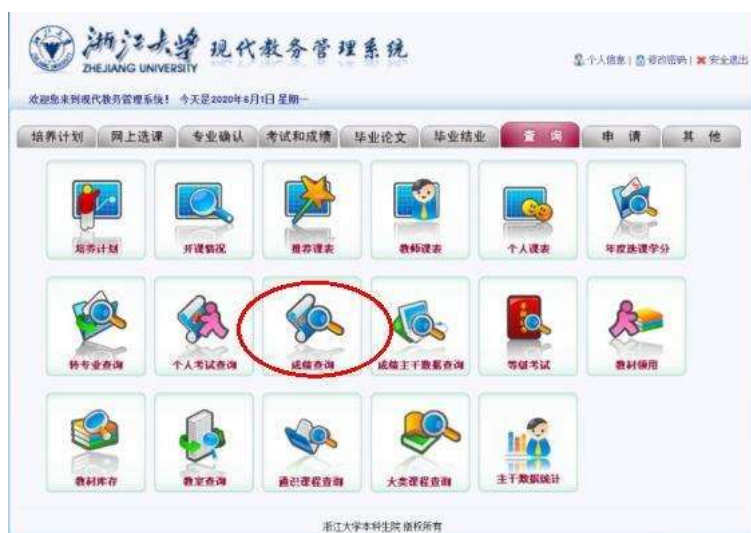 浙江大学 现代教务管理系统
ZHEJIANG UNIVERSITY
个人信息 | 修改密码 | 安全退出
欢迎您来到现代教务管理系统! 今天是2020年6月1日 星期一
培养计划 网上选课 专业确认 考试和成绩 毕业论文 毕业结业 查 询 申 请 其 他
培养计划 开课情况 推荐课表 教师课表 个人课表 年度选课学分
转专业查询 个人考试查询 成绩查询 成绩主干数据查询 等级考试 教材领用
教材库存 教室查询 通识课程查询 大类课程查询 主干数据统计
浙江大学本科生院 版权所有